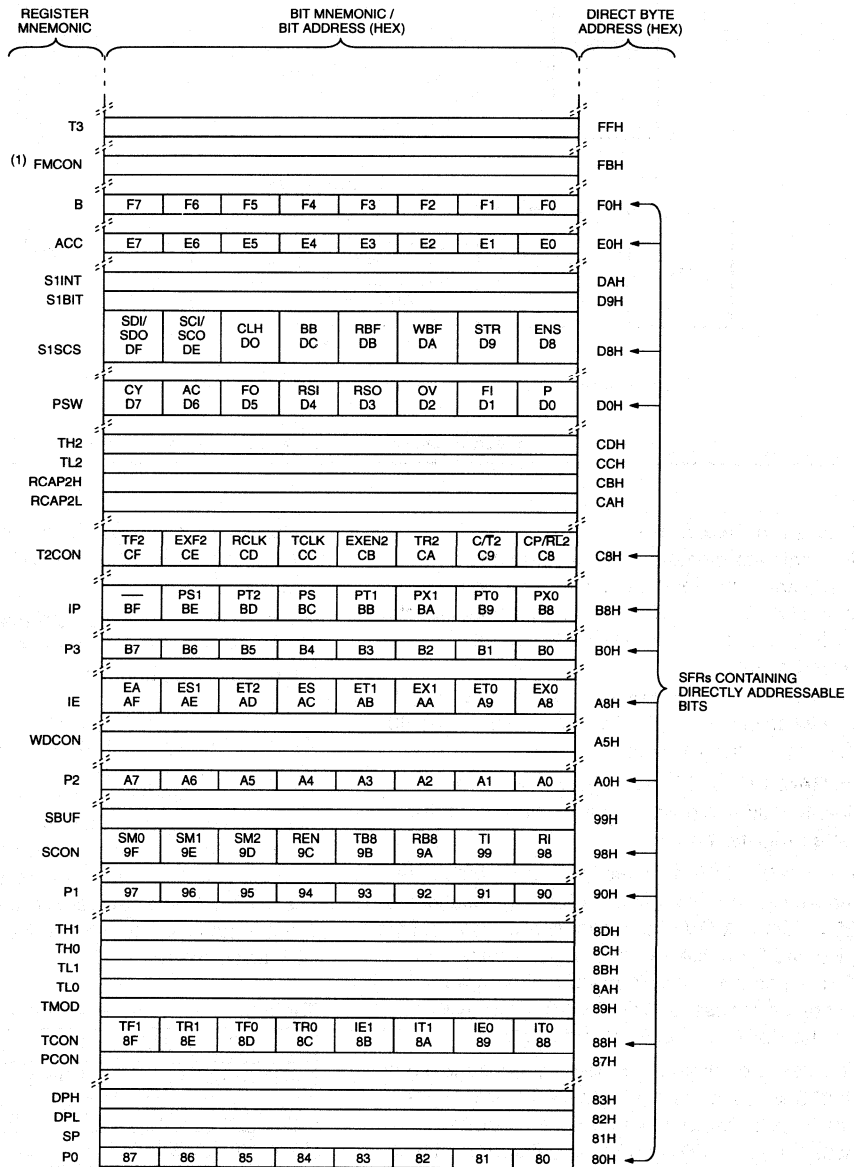 REGISTER MNEMONIC BIT MNEMONIC / BIT ADDRESS (HEX) DIRECT BYTE ADDRESS (HEX)
T3 FFH
(1) FMCON FBH
B F7 F6 F5 F4 F3 F2 F1 F0 F0H
ACC E7 E6 E5 E4 E3 E2 E1 E0 E0H
S1INT DAH
S1BIT D9H
SDI/ SCI/
SDO SCO CLH BB RBF WBF STR ENS
S1SCS DF DE DO DC DB DA D9 D8 D8H
CY AC FO RSI RSO OV FI P
PSW D7 D6 D5 D4 D3 D2 D1 D0 D0H
TH2 CDH
TL2 CCH
RCAP2H CBH
RCAP2L CAH
TF2 EXF2 RCLK TCLK EXEN2 TR2 C/T̅2 CP/R̅L̅2
T2CON CF CE CD CC CB CA C9 C8 C8H
— PS1 PT2 PS PT1 PX1 PT0 PX0
IP BF BE BD BC BB BA B9 B8 B8H
P3 B7 B6 B5 B4 B3 B2 B1 B0 B0H
SFRs CONTAINING DIRECTLY ADDRESSABLE BITS
EA ES1 ET2 ES ET1 EX1 ET0 EX0
IE AF AE AD AC AB AA A9 A8 A8H
WDCON A5H
P2 A7 A6 A5 A4 A3 A2 A1 A0 A0H
SBUF 99H
SM0 SM1 SM2 REN TB8 RB8 TI RI
SCON 9F 9E 9D 9C 9B 9A 99 98 98H
P1 97 96 95 94 93 92 91 90 90H
TH1 8DH
TH0 8CH
TL1 8BH
TL0 8AH
TMOD 89H
TF1 TR1 TF0 TR0 IE1 IT1 IE0 IT0
TCON 8F 8E 8D 8C 8B 8A 89 88 88H
PCON 87H
DPH 83H
DPL 82H
SP 81H
P0 87 86 85 84 83 82 81 80 80H